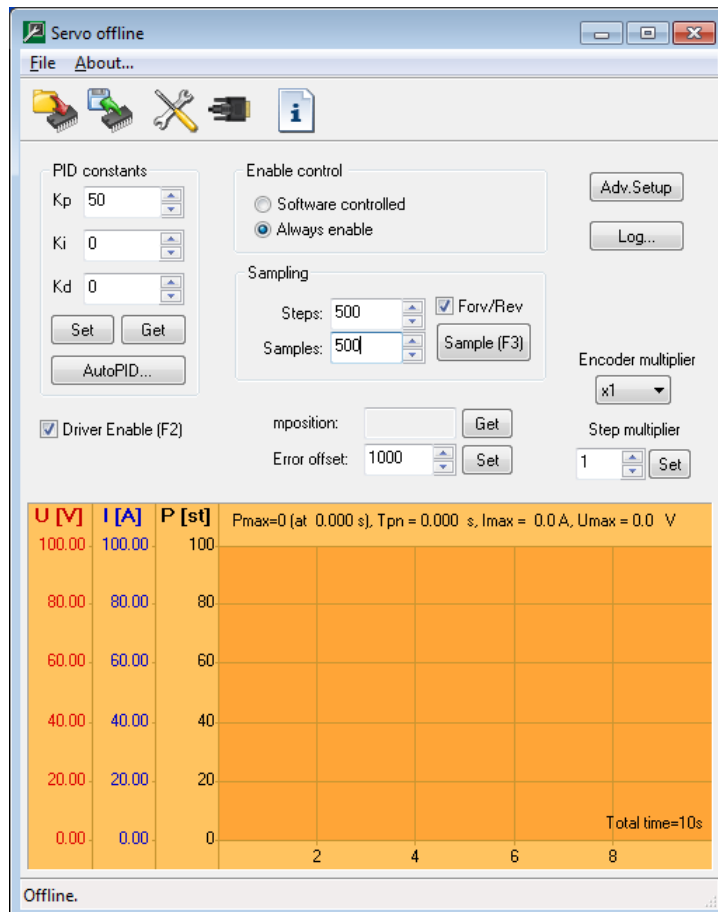 Servo offline
File About...
PID constants
Kp 50
Ki 0
Kd 0
Set Get
AutoPID...
Enable control
Software controlled
Always enable
Sampling
Steps: 500 Forv/Rev
Samples: 500 Sample (F3)
Adv.Setup
Log...
Encoder multiplier
x1
Driver Enable (F2)
mposition: Get
Error offset: 1000 Set
Step multiplier
1 Set
U [V] I [A] P [st] Pmax=0 (at 0.000 s), Tpn = 0.000 s, Imax = 0.0 A, Umax = 0.0 V
100.00 100.00 100
80.00 80.00 80
60.00 60.00 60
40.00 40.00 40
20.00 20.00 20
Total time=10s
0.00 0.00 0
2 4 6 8
Offline.